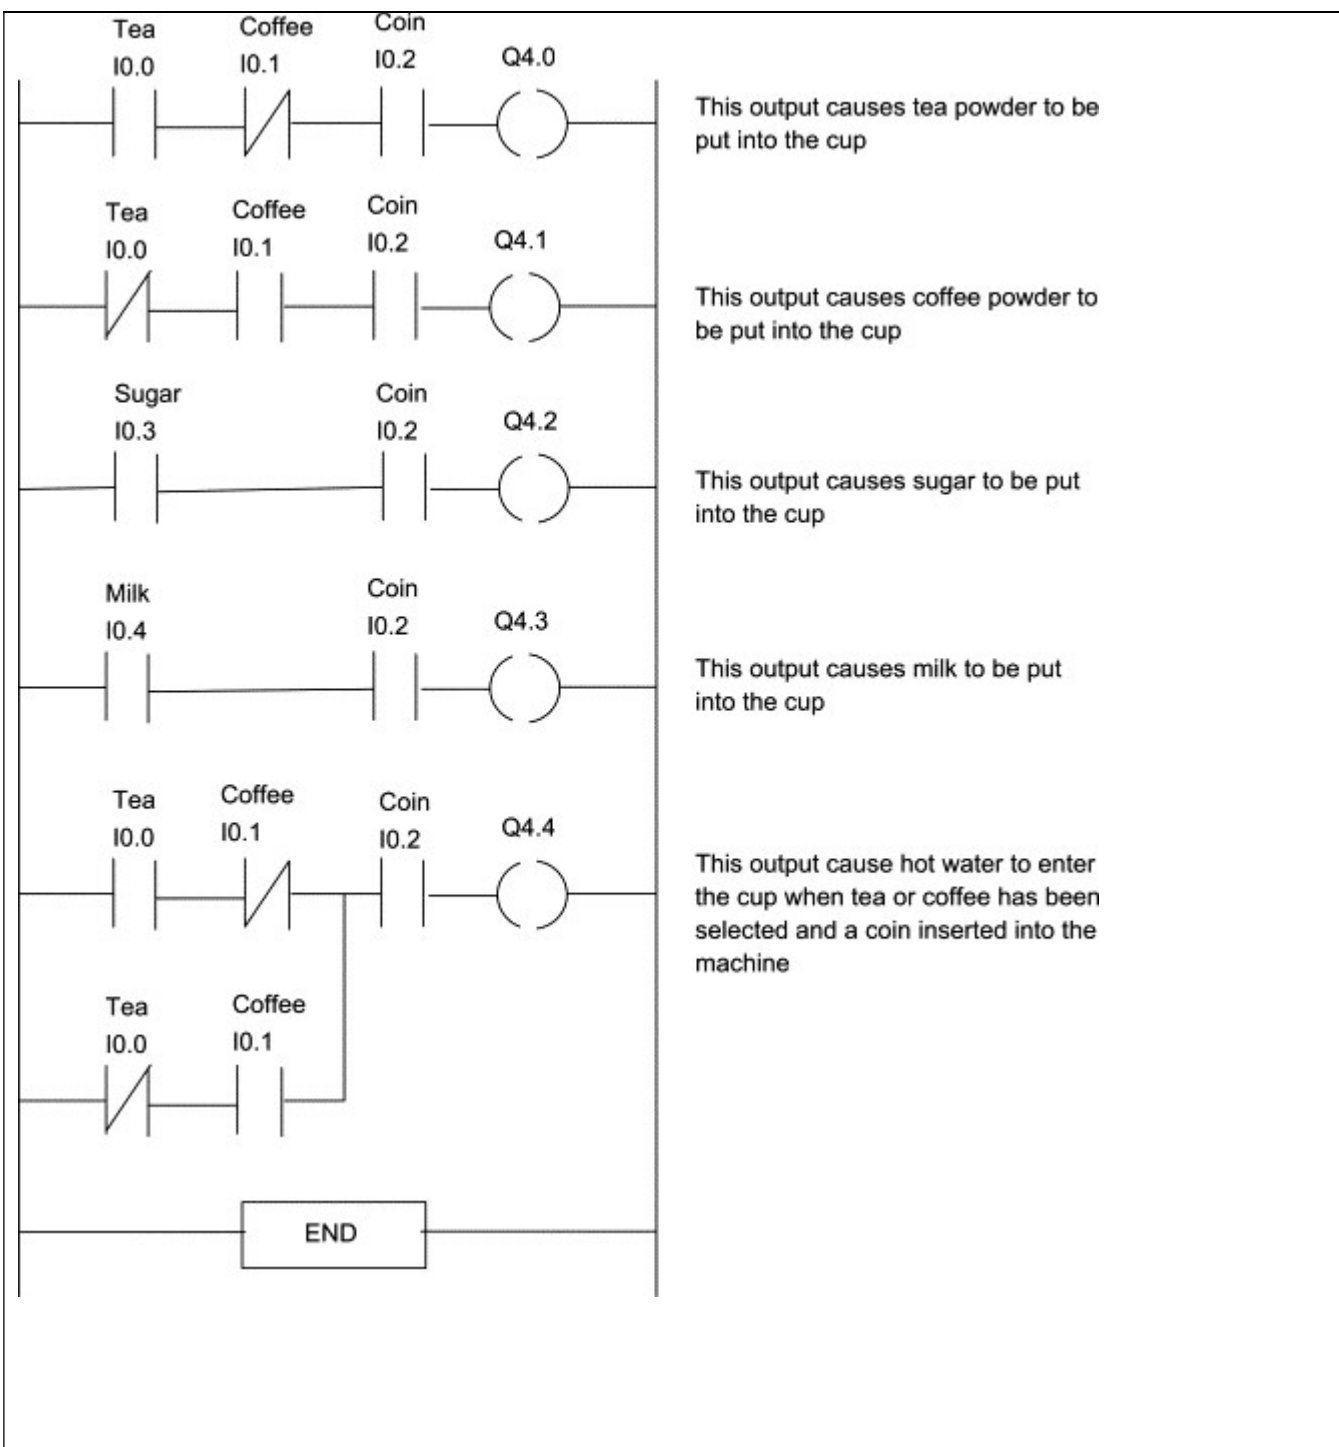 Tea Coffee Coin
I0.0 I0.1 I0.2 Q4.0
This output causes tea powder to be
put into the cup
Tea Coffee Coin
I0.0 I0.1 I0.2 Q4.1
This output causes coffee powder to
be put into the cup
Sugar Coin
I0.3 I0.2 Q4.2
This output causes sugar to be put
into the cup
Milk Coin
I0.4 I0.2 Q4.3
This output causes milk to be put
into the cup
Tea Coffee Coin
I0.0 I0.1 I0.2 Q4.4
This output cause hot water to enter
the cup when tea or coffee has been
selected and a coin inserted into the
machine
Tea Coffee
I0.0 I0.1
END